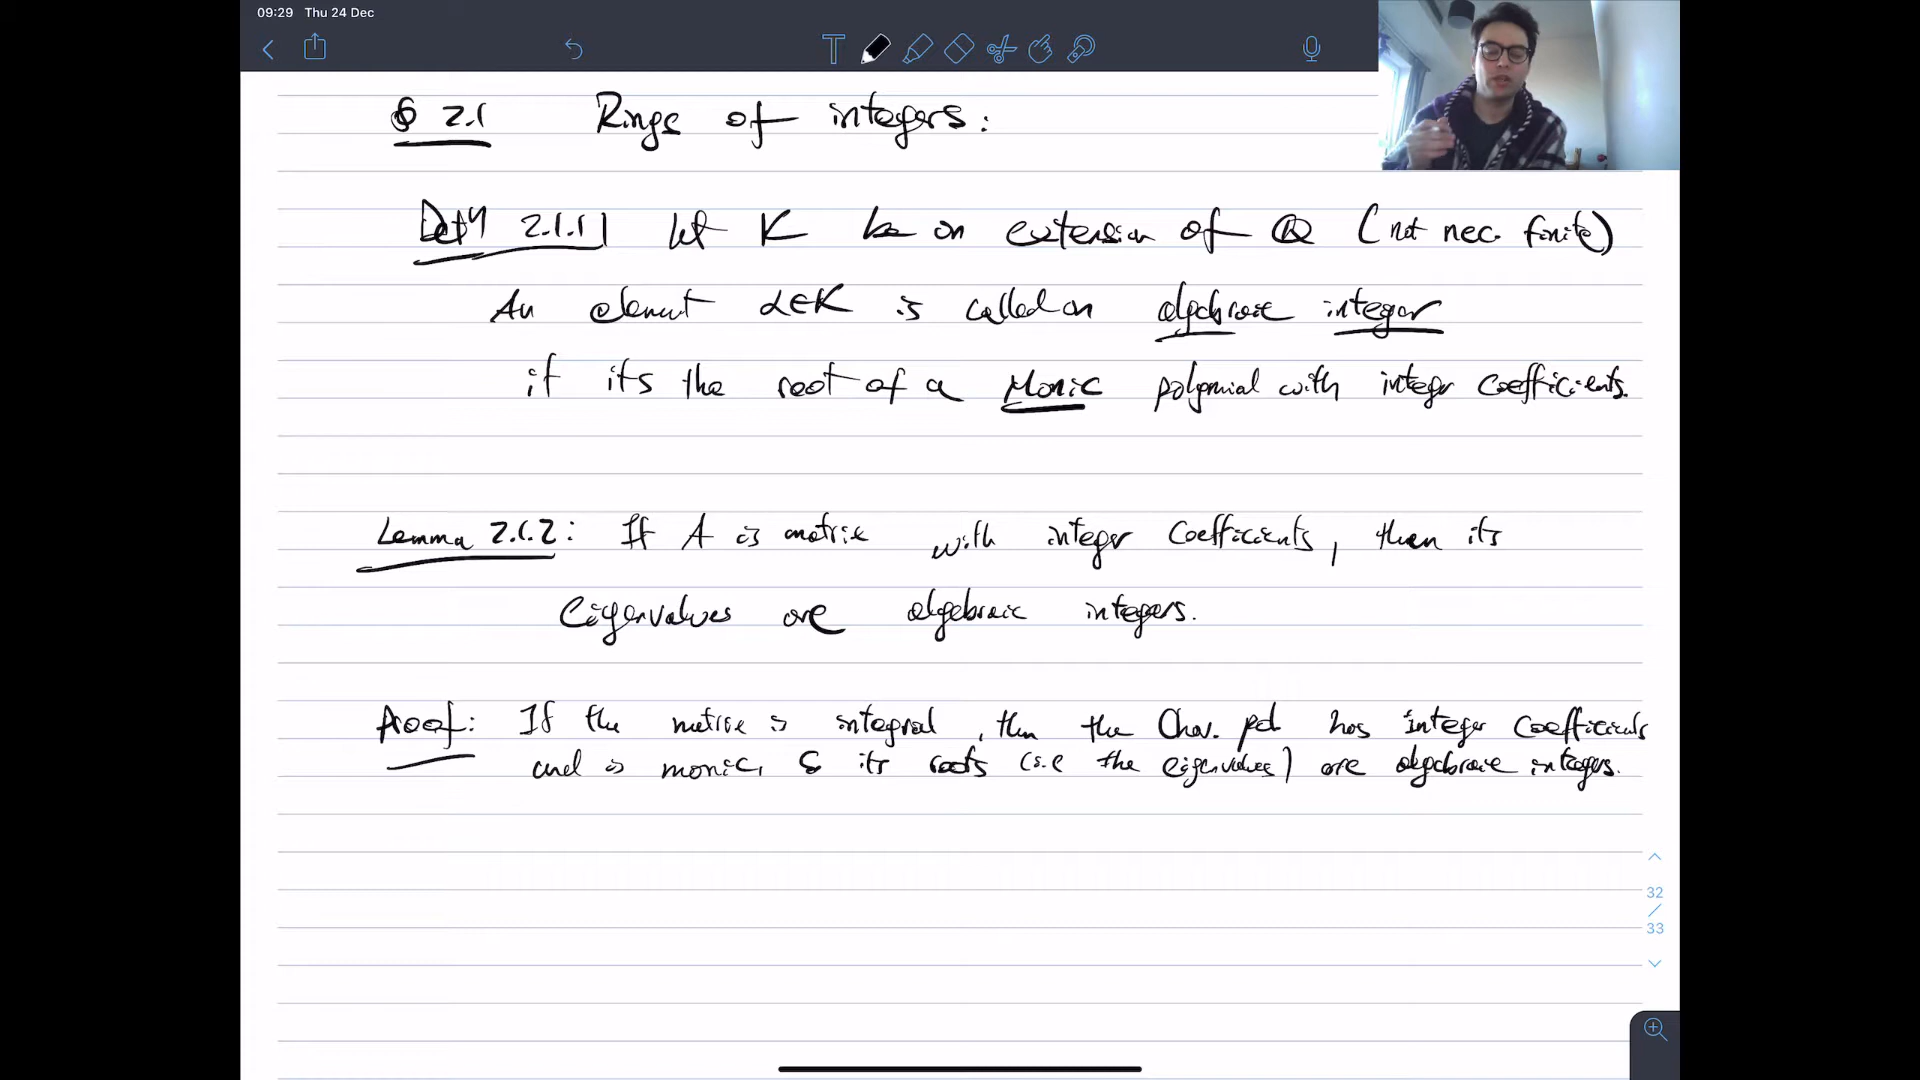 09:29 Thu 24 Dec
§ 2.1 Rings of integers:
Defn 2.1.1 | let K be an extension of Q (not nec. finite)
An element α∈K is called an algebraic integer
if its the root of a Monic polynomial with integer coefficients.
Lemma 2.1.2: If A is matrix with integer Coefficients, then its
eigenvalues are algebraic integers.
Proof: If the matrix is integral, then the Char. pol has integer Coefficients
and is monic, & its roots (i.e the eigenvalues) are algebraic integers.
32
/
33